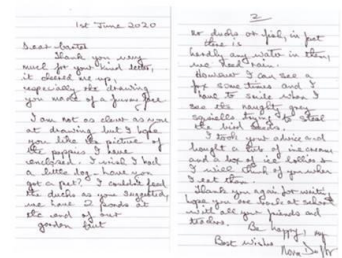 1st June 2020
Dear
Thank you very
much for your kind letter,
it cheered me up,
especially the drawing
you made of a funny face
I am not as clever as you
at drawing but I hope
you like the picture of
the puppies I have
enclosed. I wish I had
a little dog - have you
got a pet? I couldn't feed
the ducks as you suggested,
we have 2 ponds at
the end of our
garden but
2
no ducks or fish, in fact
there is
hardly any water in them,
we need rain.
However I can see a
fox some times and I
have to smile when I
see the naughty grey
squirrels trying to steal
the bird seeds.
I took your advice and
bought a tub of ice cream
and a box of ice lollies so
I will think of you when
I eat them
Thank you again for writing
hope you are back at school
with all your friends and
teachers.
Be happy,
Best wishes
Nora